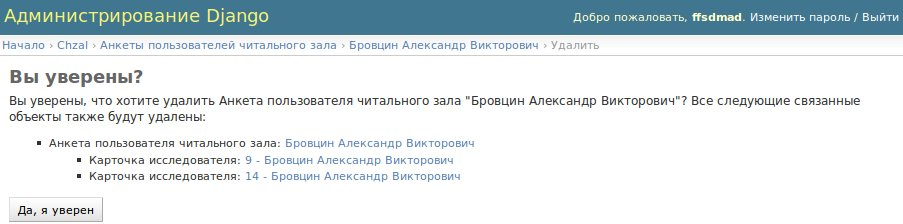 Администрирование Django
Добро пожаловать, ffsdmad. Изменить пароль / Выйти
Начало › Chzal › Анкеты пользователей читального зала › Бровцин Александр Викторович › Удалить
Вы уверены?
Вы уверены, что хотите удалить Анкета пользователя читального зала "Бровцин Александр Викторович"? Все следующие связанные
объекты также будут удалены:
Анкета пользователя читального зала: Бровцин Александр Викторович
Карточка исследователя: 9 - Бровцин Александр Викторович
Карточка исследователя: 14 - Бровцин Александр Викторович
Да, я уверен